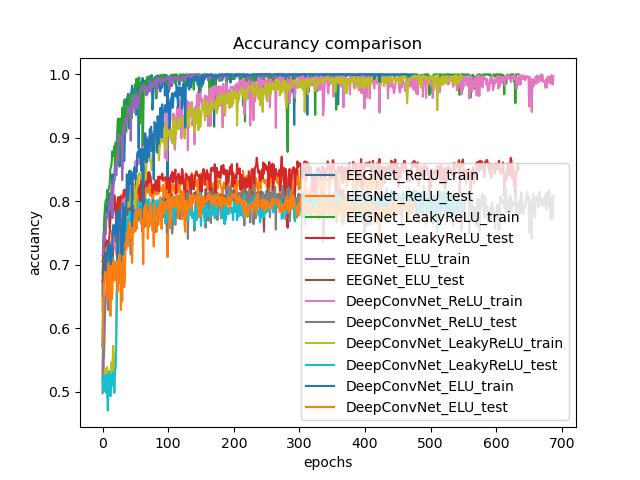 Accurancy comparison
1.0
0.9
0.8
0.7
0.6
0.5
accuancy
EEGNet_ReLU_train
EEGNet_ReLU_test
EEGNet_LeakyReLU_train
EEGNet_LeakyReLU_test
EEGNet_ELU_train
EEGNet_ELU_test
DeepConvNet_ReLU_train
DeepConvNet_ReLU_test
DeepConvNet_LeakyReLU_train
DeepConvNet_LeakyReLU_test
DeepConvNet_ELU_train
DeepConvNet_ELU_test
0 100 200 300 400 500 600 700
epochs